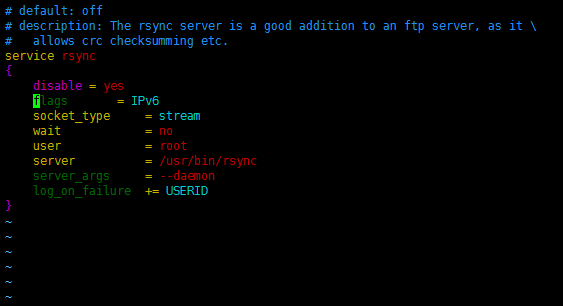 # default: off
# description: The rsync server is a good addition to an ftp server, as it \
#   allows crc checksumming etc.
service rsync
{
    disable = yes
    flags       = IPv6
    socket_type     = stream
    wait            = no
    user            = root
    server          = /usr/bin/rsync
    server_args     = --daemon
    log_on_failure  += USERID
}
~
~
~
~
~
~